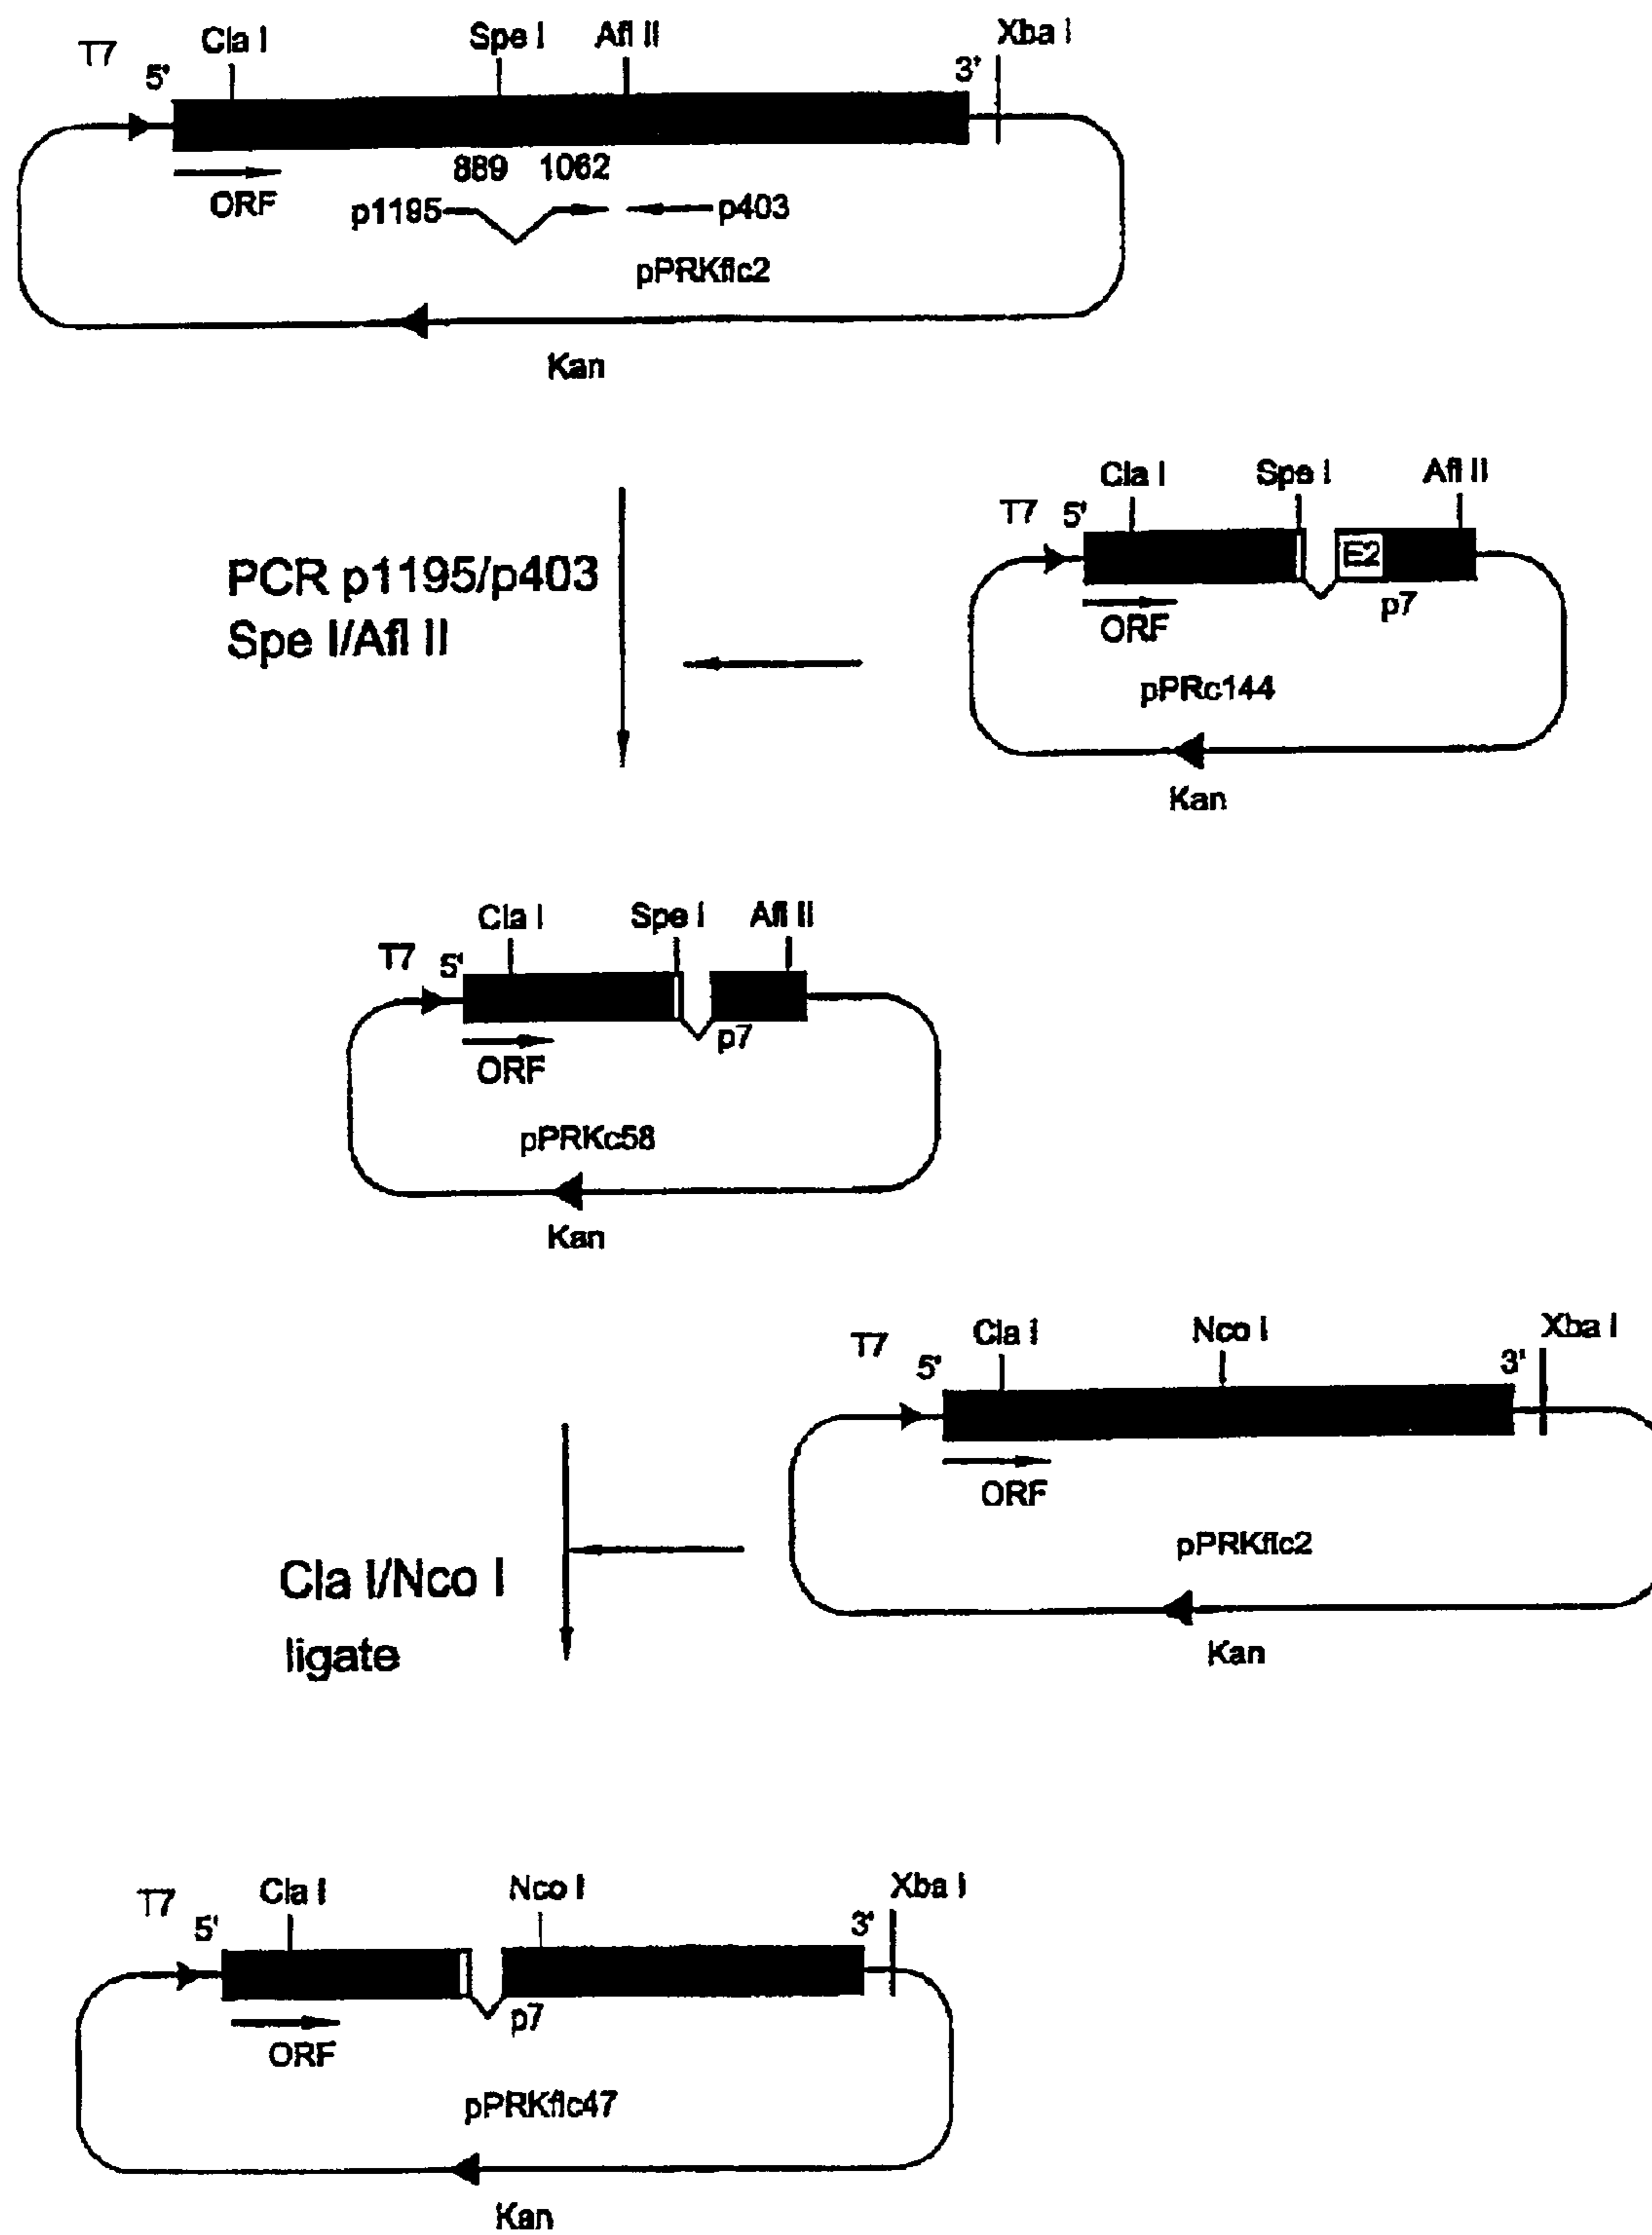 T7
5'
Cla I
Spe I
Afl II
3'
Xba I
889
1062
ORF
p1195
p403
pPRKflc2
Kan
PCR p1195/p403
Spe I/Afl II
T7
5'
Cla I
Spe I
Afl II
E2
p7
ORF
pPRc144
Kan
T7
5'
Cla I
Spe I
Afl II
p7
ORF
pPRKc58
Kan
T7
5'
Cla I
Nco I
3'
Xba I
ORF
pPRKflc2
Kan
Cla I/Nco I
ligate
T7
5'
Cla I
Nco I
3'
Xba I
p7
ORF
pPRKflc47
Kan